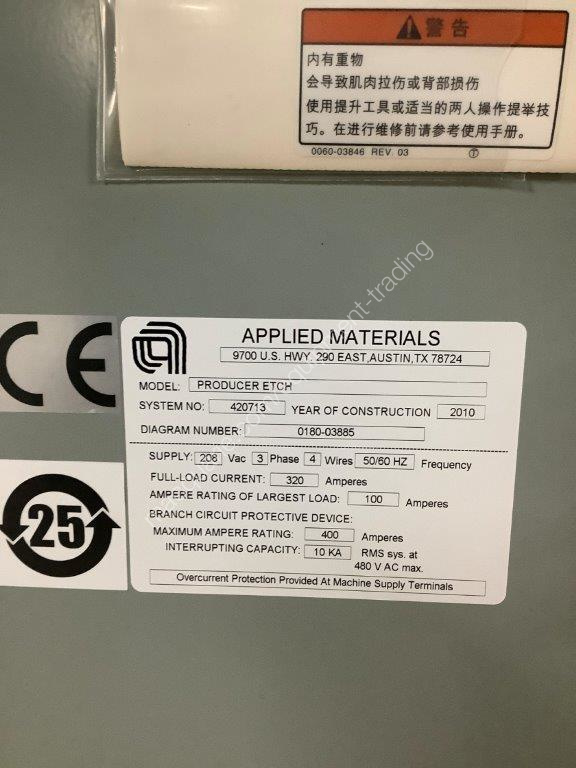 警告
内有重物
会导致肌肉拉伤或背部损伤
使用提升工具或适当的两人操作提举技
巧。在进行维修前请参考使用手册。
0060-03846 REV. 03
CE
APPLIED MATERIALS
9700 U.S. HWY. 290 EAST,AUSTIN,TX 78724
MODEL: PRODUCER ETCH
SYSTEM NO: 420713 YEAR OF CONSTRUCTION 2010
DIAGRAM NUMBER: 0180-03885
SUPPLY: 208 Vac 3 Phase 4 Wires 50/60 HZ Frequency
FULL-LOAD CURRENT: 320 Amperes
AMPERE RATING OF LARGEST LOAD: 100 Amperes
BRANCH CIRCUIT PROTECTIVE DEVICE:
MAXIMUM AMPERE RATING: 400 Amperes
INTERRUPTING CAPACITY: 10 KA RMS sys. at
480 V AC max.
Overcurrent Protection Provided At Machine Supply Terminals
25